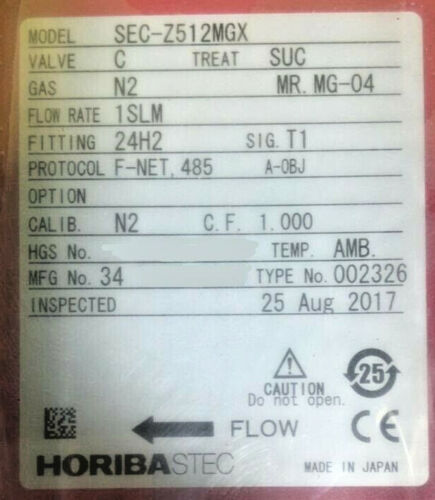 MODEL SEC-Z512MGX
VALVE C TREAT SUC
GAS N2 MR. MG-04
FLOW RATE 1SLM
FITTING 24H2 SIG. T1
PROTOCOL F-NET, 485 A-OBJ
OPTION
CALIB. N2 C.F. 1.000
HGS No. TEMP. AMB.
MFG No. 34 TYPE No. 002326
INSPECTED 25 Aug 2017
25
CAUTION
Do not open.
FLOW CE
HORIBASTEC MADE IN JAPAN